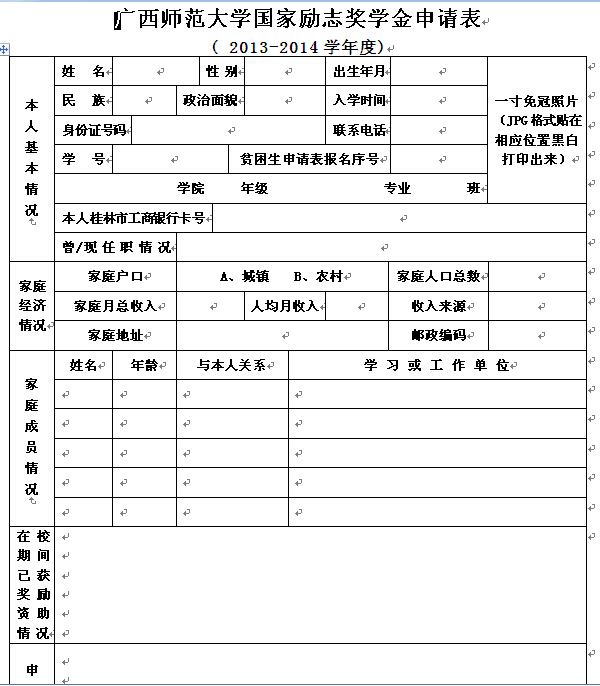 广西师范大学国家励志奖学金申请表
( 2013-2014 学年度)
本人基本情况
姓 名 性 别 出生年月
民 族 政治面貌 入学时间
身份证号码 联系电话
学 号 贫困生申请表报名序号
学院 年级 专业 班
一寸免冠照片
（JPG 格式贴在
相应位置黑白
打印出来）
本人桂林市工商银行卡号
曾/现 任 职 情 况
家庭
经济
情况
家庭户口 A、城镇 B、农村 家庭人口总数
家庭月总收入 人均月收入 收入来源
家庭地址 邮政编码
家庭成员情况
姓名 年龄 与本人关系 学 习 或 工 作 单 位
在 校
期 间
已 获
奖 励
资 助
情 况
申